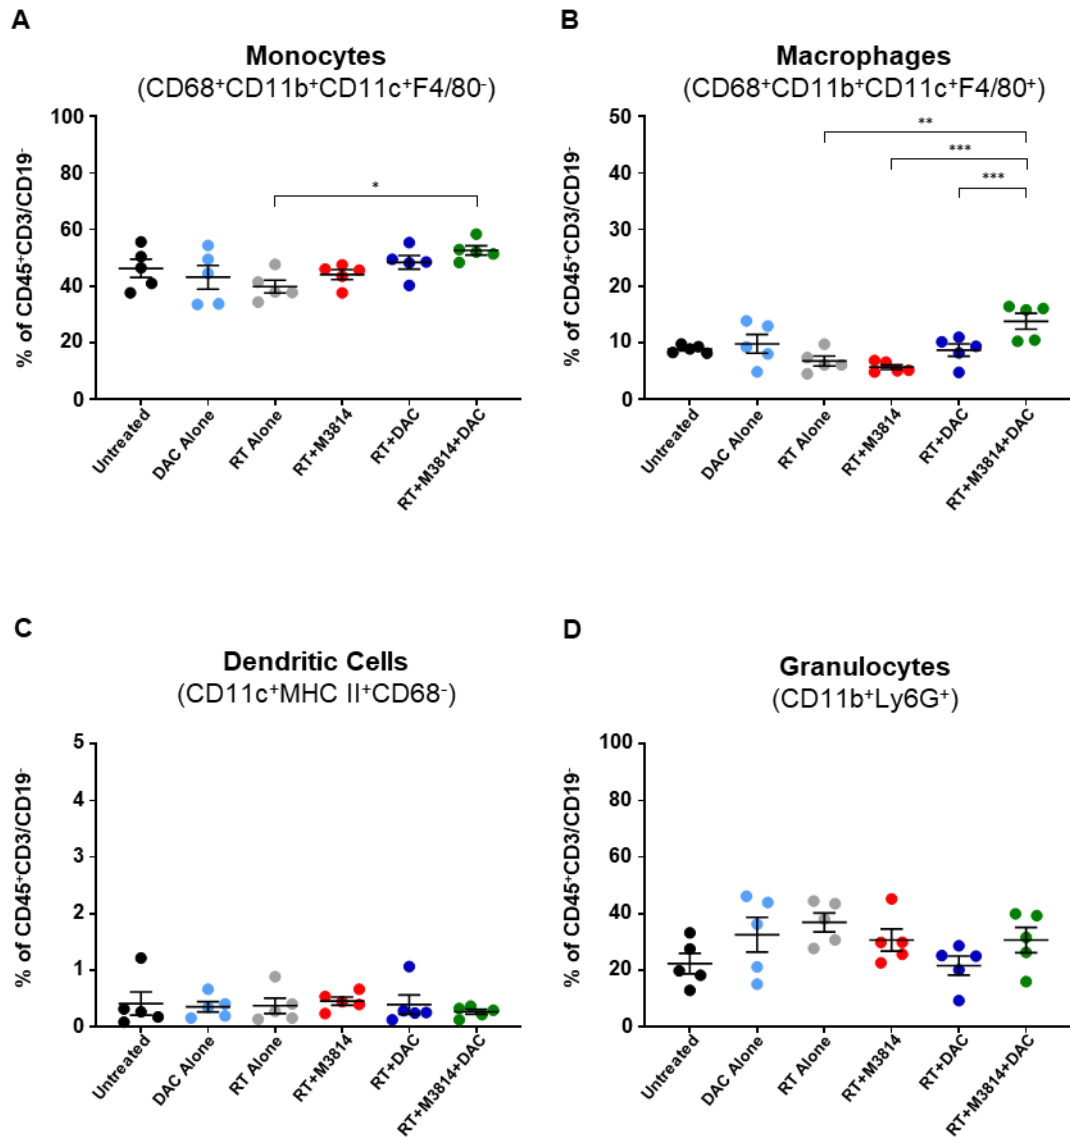 A
Monocytes
(CD68⁺CD11b⁺CD11c⁺F4/80⁻)
% of CD45⁺CD3/CD19⁻
100
80
60
40
20
0
*
Untreated
DAC Alone
RT Alone
RT+M3814
RT+DAC
RT+M3814+DAC
B
Macrophages
(CD68⁺CD11b⁺CD11c⁺F4/80⁺)
% of CD45⁺CD3/CD19⁻
50
40
30
20
10
0
**
***
***
Untreated
DAC Alone
RT Alone
RT+M3814
RT+DAC
RT+M3814+DAC
C
Dendritic Cells
(CD11c⁺MHC II⁺CD68⁻)
% of CD45⁺CD3/CD19⁻
5
4
3
2
1
0
Untreated
DAC Alone
RT Alone
RT+M3814
RT+DAC
RT+M3814+DAC
D
Granulocytes
(CD11b⁺Ly6G⁺)
% of CD45⁺CD3/CD19⁻
100
80
60
40
20
0
Untreated
DAC Alone
RT Alone
RT+M3814
RT+DAC
RT+M3814+DAC